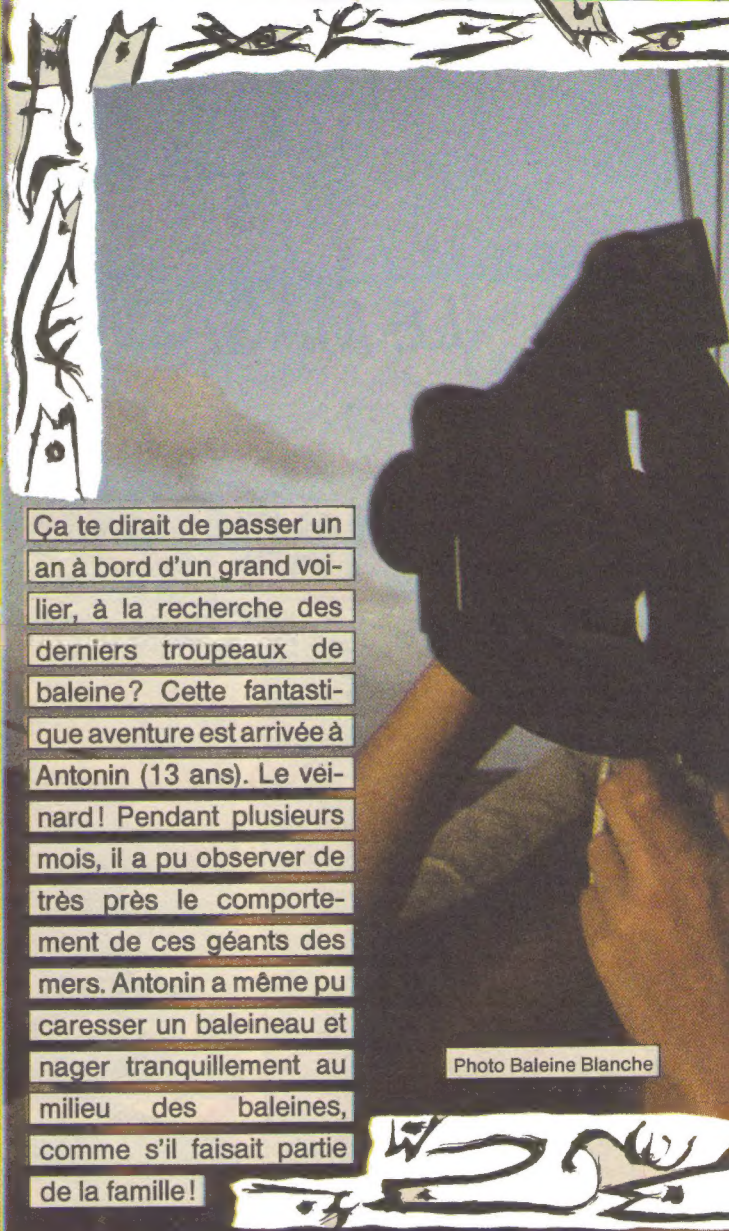 Ça te dirait de passer un
an à bord d'un grand voi-
lier, à la recherche des
derniers troupeaux de
baleine? Cette fantasti-
que aventure est arrivée à
Antonin (13 ans). Le vei-
nard! Pendant plusieurs
mois, il a pu observer de
très près le comporte-
ment de ces géants des
mers. Antonin a même pu
caresser un baleineau et
nager tranquillement au
milieu des baleines,
comme s'il faisait partie
de la famille!
Photo Baleine Blanche